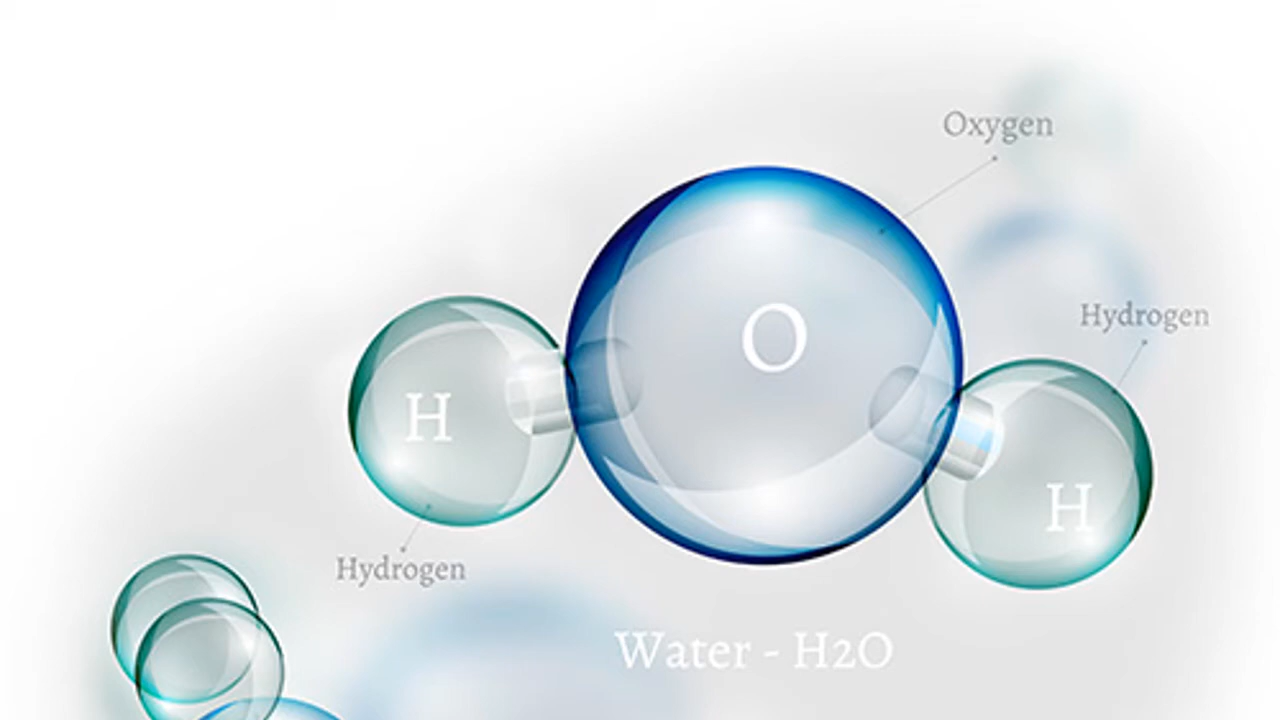 Oxygen
O
Hydrogen
H
H
Hydrogen
Water - H2O